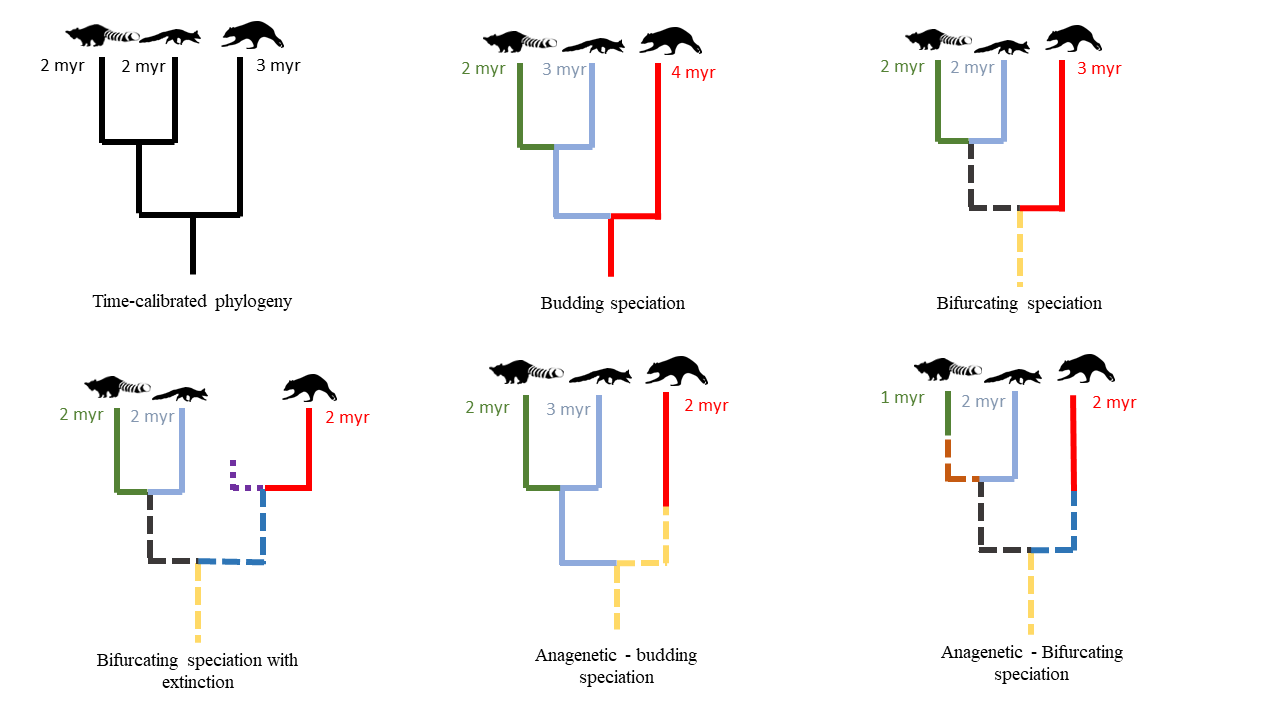 2 myr 2 myr 3 myr
Time-calibrated phylogeny
2 myr 3 myr 4 myr
Budding speciation
2 myr 2 myr 3 myr
Bifurcating speciation
2 myr 2 myr 2 myr
Bifurcating speciation with
extinction
2 myr 3 myr 2 myr
Anagenetic - budding
speciation
1 myr 2 myr 2 myr
Anagenetic - Bifurcating
speciation